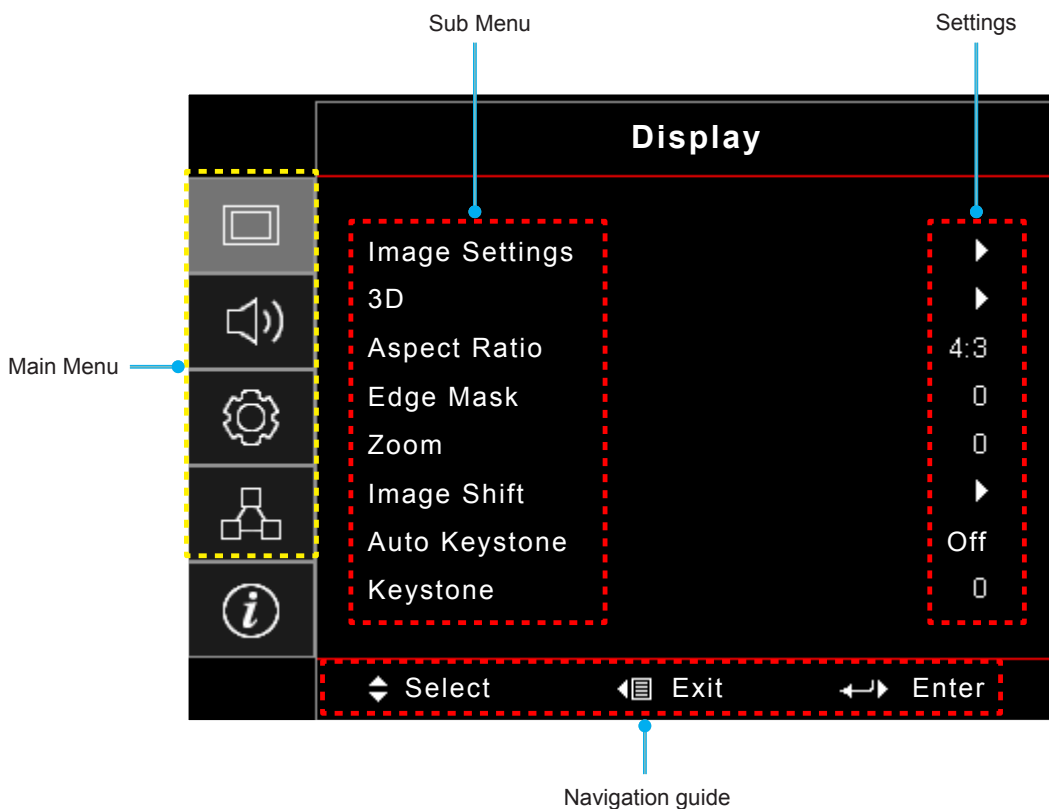 Sub Menu Settings
Display
Image Settings
3D
Main Menu Aspect Ratio 4:3
Edge Mask 0
Zoom 0
Image Shift
Auto Keystone Off
Keystone 0
i
Select Exit Enter
Navigation guide